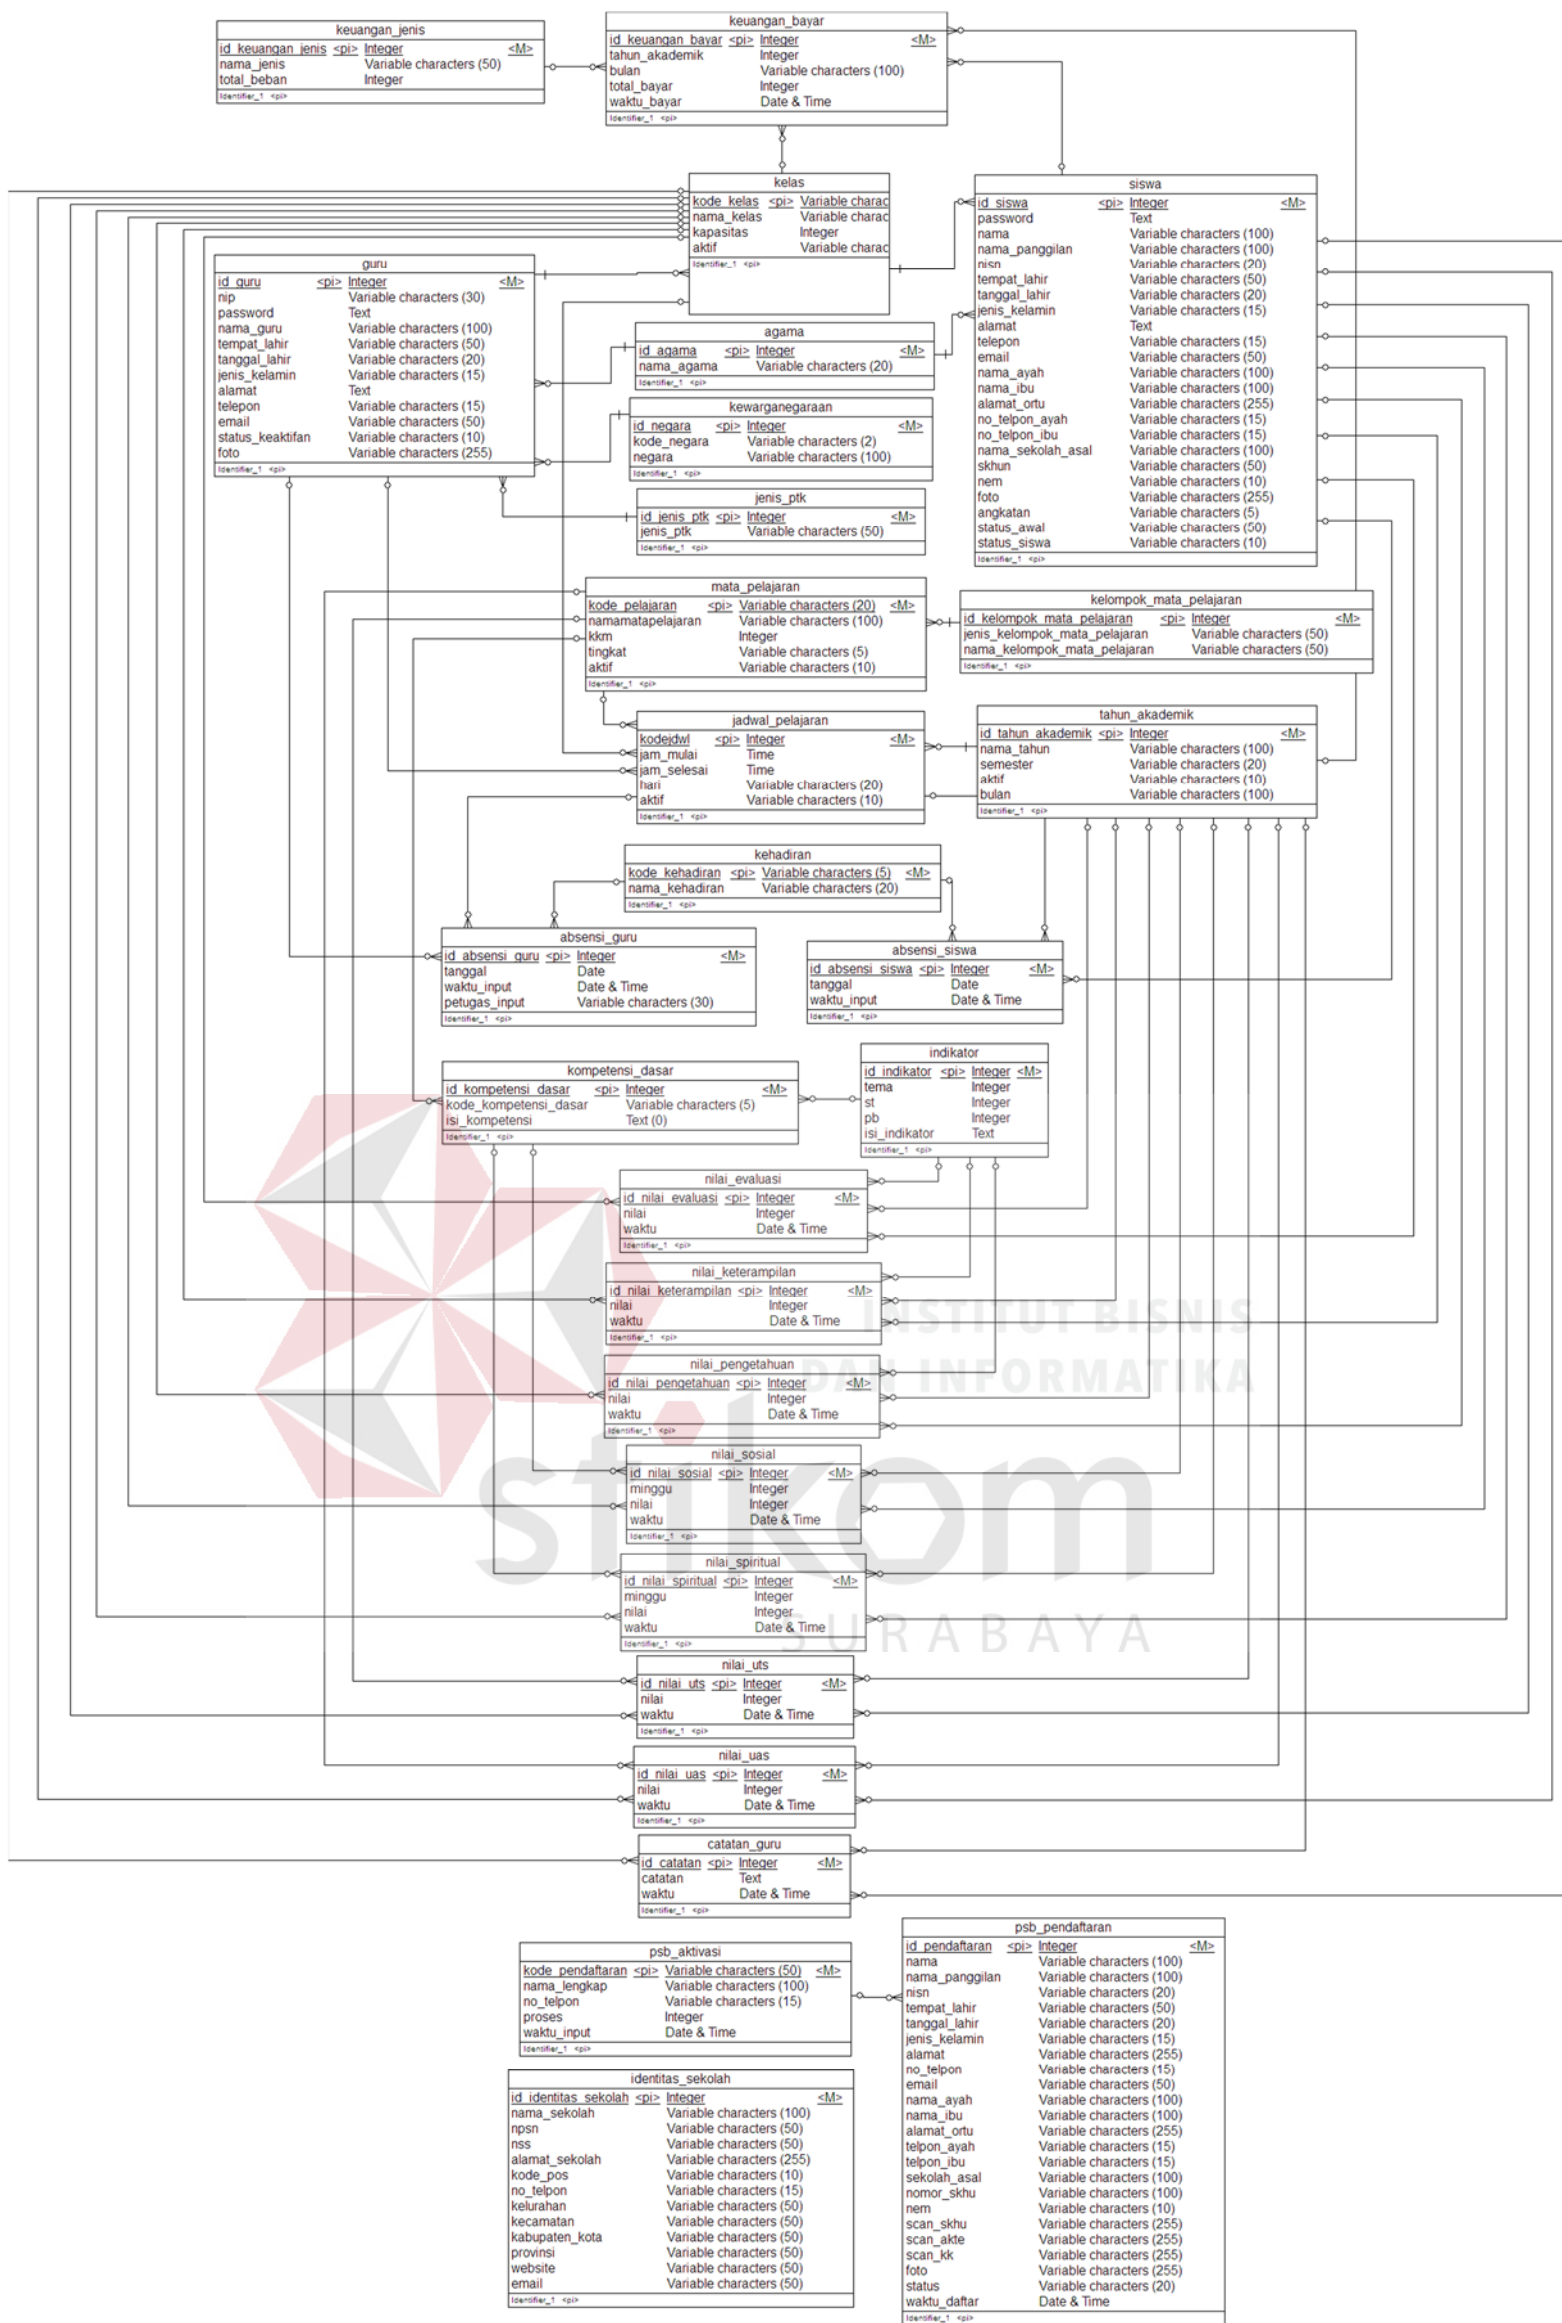 keuangan_jenis
id_keuangan_jenis <pi> Integer <M>
nama_jenis Variable characters (50)
total_beban Integer
Identifier_1 <pi>
keuangan_bayar
id_keuangan_bayar <pi> Integer <M>
tahun_akademik Integer
bulan Variable characters (100)
total_bayar Integer
waktu_bayar Date & Time
Identifier_1 <pi>
kelas
kode_kelas <pi> Variable charac
nama_kelas Variable charac
kapasitas Integer
aktif Variable charac
Identifier_1 <pi>
siswa
id_siswa <pi> Integer <M>
password Text
nama Variable characters (100)
nama_panggilan Variable characters (100)
nisn Variable characters (20)
tempat_lahir Variable characters (50)
tanggal_lahir Variable characters (20)
jenis_kelamin Variable characters (15)
alamat Text
telepon Variable characters (15)
email Variable characters (50)
nama_ayah Variable characters (100)
nama_ibu Variable characters (100)
alamat_ortu Variable characters (255)
no_telpon_ayah Variable characters (15)
no_telpon_ibu Variable characters (15)
nama_sekolah_asal Variable characters (100)
skhun Variable characters (50)
nem Variable characters (10)
foto Variable characters (255)
angkatan Variable characters (5)
status_awal Variable characters (50)
status_siswa Variable characters (10)
Identifier_1 <pi>
guru
id_guru <pi> Integer <M>
nip Variable characters (30)
password Text
nama_guru Variable characters (100)
tempat_lahir Variable characters (50)
tanggal_lahir Variable characters (20)
jenis_kelamin Variable characters (15)
alamat Text
telepon Variable characters (15)
email Variable characters (50)
status_keaktifan Variable characters (10)
foto Variable characters (255)
Identifier_1 <pi>
agama
id_agama <pi> Integer <M>
nama_agama Variable characters (20)
Identifier_1 <pi>
kewarganegaraan
id_negara <pi> Integer <M>
kode_negara Variable characters (2)
negara Variable characters (100)
Identifier_1 <pi>
jenis_ptk
id_jenis_ptk <pi> Integer <M>
jenis_ptk Variable characters (50)
Identifier_1 <pi>
mata_pelajaran
kode_pelajaran <pi> Variable characters (20) <M>
namamatapelajaran Variable characters (100)
kkm Integer
tingkat Variable characters (5)
aktif Variable characters (10)
Identifier_1 <pi>
kelompok_mata_pelajaran
id_kelompok_mata_pelajaran <pi> Integer <M>
jenis_kelompok_mata_pelajaran Variable characters (50)
nama_kelompok_mata_pelajaran Variable characters (50)
Identifier_1 <pi>
jadwal_pelajaran
kodejdwl <pi> Integer <M>
jam_mulai Time
jam_selesai Time
hari Variable characters (20)
aktif Variable characters (10)
Identifier_1 <pi>
tahun_akademik
id_tahun_akademik <pi> Integer <M>
nama_tahun Variable characters (100)
semester Variable characters (20)
aktif Variable characters (10)
bulan Variable characters (100)
Identifier_1 <pi>
kehadiran
kode_kehadiran <pi> Variable characters (5) <M>
nama_kehadiran Variable characters (20)
Identifier_1 <pi>
absensi_guru
id_absensi_guru <pi> Integer <M>
tanggal Date
waktu_input Date & Time
petugas_input Variable characters (30)
Identifier_1 <pi>
absensi_siswa
id_absensi_siswa <pi> Integer <M>
tanggal Date
waktu_input Date & Time
Identifier_1 <pi>
kompetensi_dasar
id_kompetensi_dasar <pi> Integer <M>
kode_kompetensi_dasar Variable characters (5)
isi_kompetensi Text (0)
Identifier_1 <pi>
indikator
id_indikator <pi> Integer <M>
tema Integer
st Integer
pb Integer
isi_indikator Text
Identifier_1 <pi>
nilai_evaluasi
id_nilai_evaluasi <pi> Integer <M>
nilai Integer
waktu Date & Time
Identifier_1 <pi>
nilai_keterampilan
id_nilai_keterampilan <pi> Integer <M>
nilai Integer
waktu Date & Time
Identifier_1 <pi>
INSTITUT BISNIS
DAN INFORMATIKA
nilai_pengetahuan
id_nilai_pengetahuan <pi> Integer <M>
nilai Integer
waktu Date & Time
Identifier_1 <pi>
stikom
nilai_sosial
id_nilai_sosial <pi> Integer <M>
minggu Integer
nilai Integer
waktu Date & Time
Identifier_1 <pi>
nilai_spiritual
id_nilai_spiritual <pi> Integer <M>
minggu Integer
nilai Integer
waktu Date & Time
Identifier_1 <pi>
SURABAYA
nilai_uts
id_nilai_uts <pi> Integer <M>
nilai Integer
waktu Date & Time
Identifier_1 <pi>
nilai_uas
id_nilai_uas <pi> Integer <M>
nilai Integer
waktu Date & Time
Identifier_1 <pi>
catatan_guru
id_catatan <pi> Integer <M>
catatan Text
waktu Date & Time
Identifier_1 <pi>
psb_aktivasi
kode_pendaftaran <pi> Variable characters (50) <M>
nama_lengkap Variable characters (100)
no_telpon Variable characters (15)
proses Integer
waktu_input Date & Time
Identifier_1 <pi>
psb_pendaftaran
id_pendaftaran <pi> Integer <M>
nama Variable characters (100)
nama_panggilan Variable characters (100)
nisn Variable characters (20)
tempat_lahir Variable characters (50)
tanggal_lahir Variable characters (20)
jenis_kelamin Variable characters (15)
alamat Variable characters (255)
no_telpon Variable characters (15)
email Variable characters (50)
nama_ayah Variable characters (100)
nama_ibu Variable characters (100)
alamat_ortu Variable characters (255)
telpon_ayah Variable characters (15)
telpon_ibu Variable characters (15)
sekolah_asal Variable characters (100)
nomor_skhu Variable characters (100)
nem Variable characters (10)
scan_skhu Variable characters (255)
scan_akte Variable characters (255)
scan_kk Variable characters (255)
foto Variable characters (255)
status Variable characters (20)
waktu_daftar Date & Time
Identifier_1 <pi>
identitas_sekolah
id_identitas_sekolah <pi> Integer <M>
nama_sekolah Variable characters (100)
npsn Variable characters (50)
nss Variable characters (50)
alamat_sekolah Variable characters (255)
kode_pos Variable characters (10)
no_telpon Variable characters (15)
kelurahan Variable characters (50)
kecamatan Variable characters (50)
kabupaten_kota Variable characters (50)
provinsi Variable characters (50)
website Variable characters (50)
email Variable characters (50)
Identifier_1 <pi>